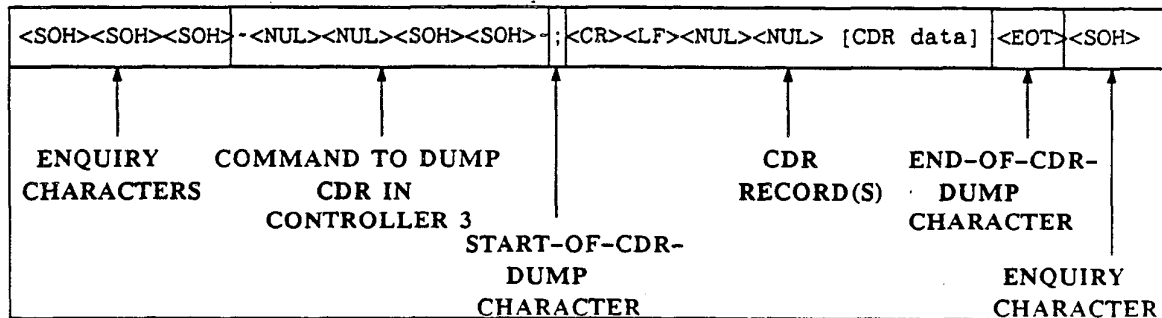 <SOH><SOH><SOH>-<NUL><NUL><SOH><SOH>-;<CR><LF><NUL><NUL> [CDR data] <EOT><SOH>
ENQUIRY
CHARACTERS
COMMAND TO DUMP
CDR IN
CONTROLLER 3
START-OF-CDR-
DUMP
CHARACTER
CDR
RECORD(S)
END-OF-CDR-
DUMP
CHARACTER
ENQUIRY
CHARACTER